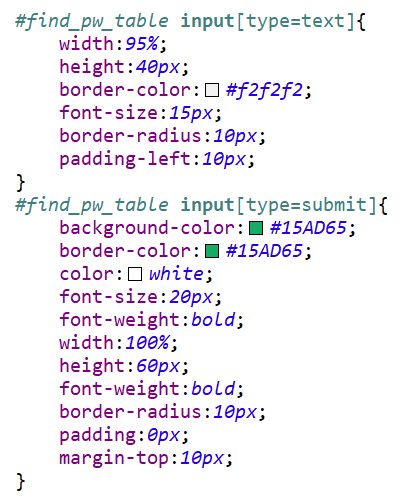 #find_pw_table input[type=text]{
width:95%;
height:40px;
border-color:#f2f2f2;
font-size:15px;
border-radius:10px;
padding-left:10px;
}
#find_pw_table input[type=submit]{
background-color:#15AD65;
border-color:#15AD65;
color:white;
font-size:20px;
font-weight:bold;
width:100%;
height:60px;
font-weight:bold;
border-radius:10px;
padding:0px;
margin-top:10px;
}